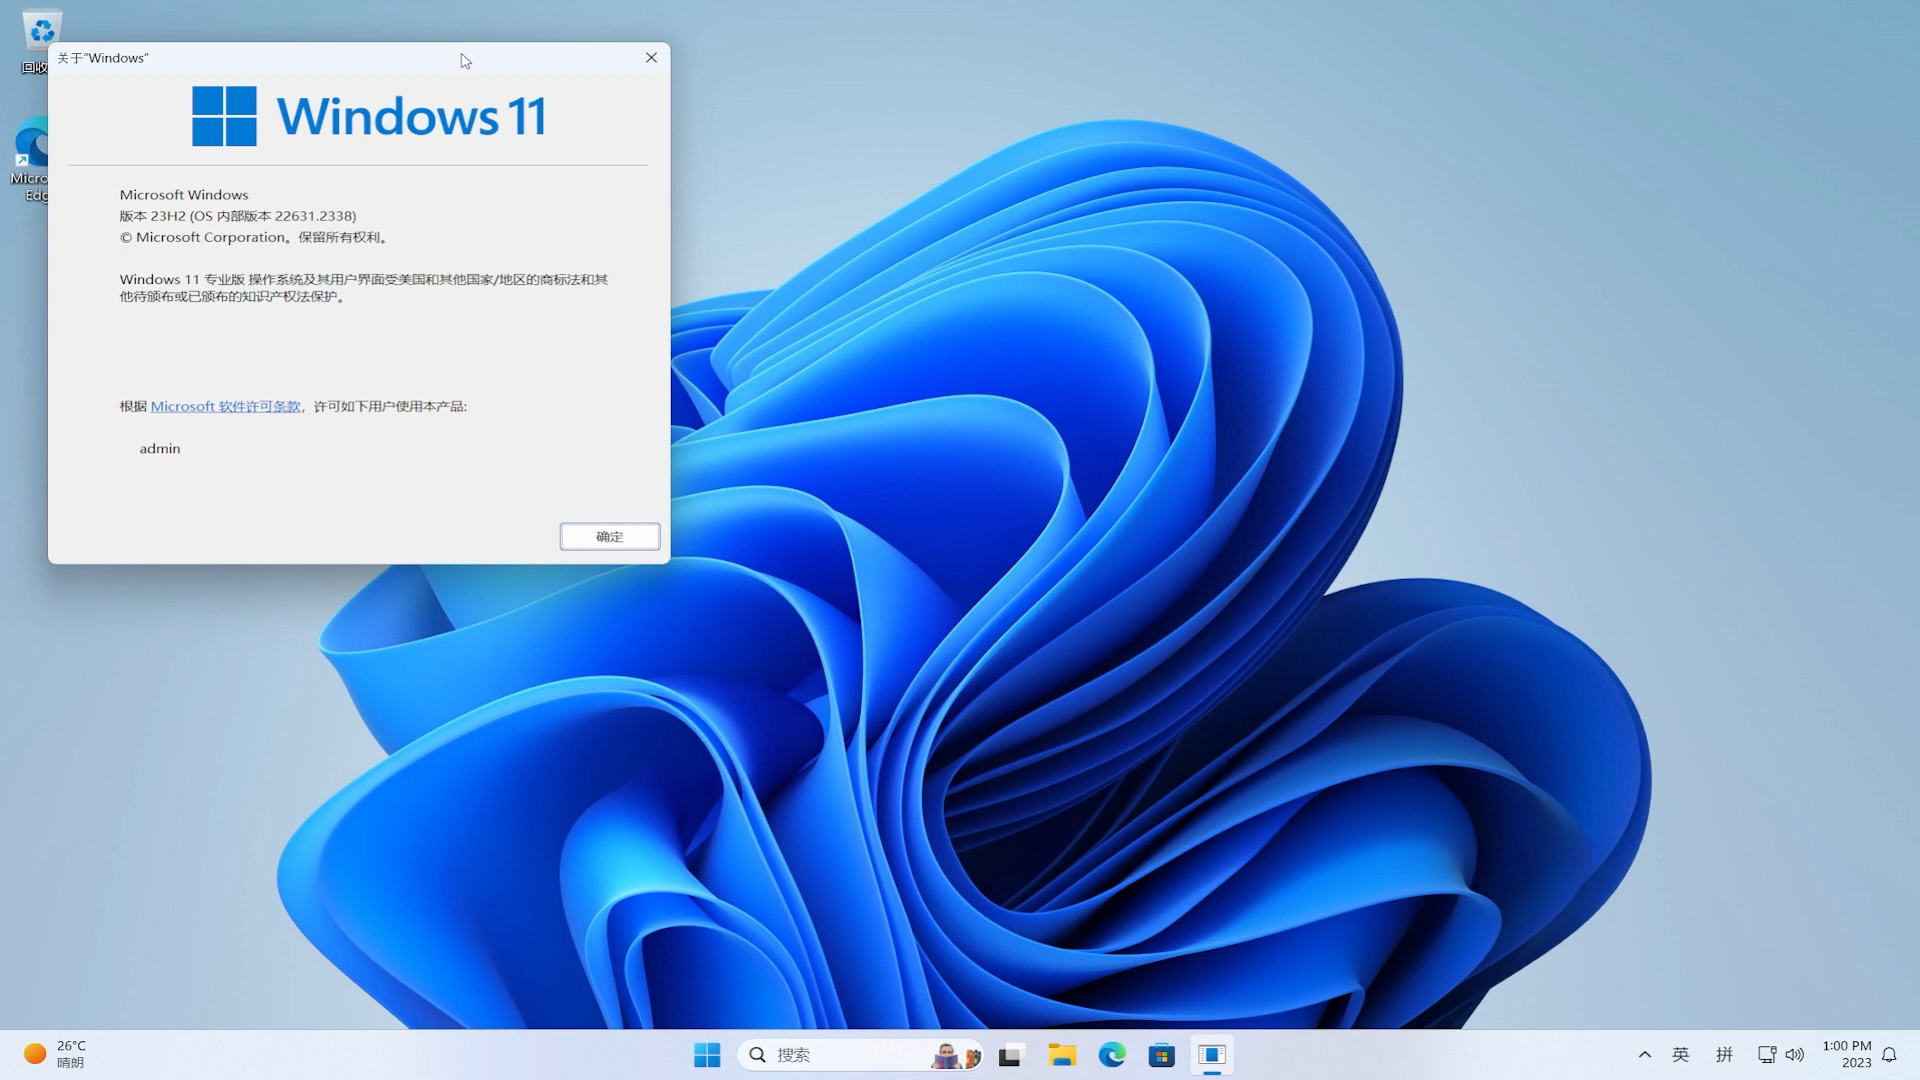 回收
Micro
Edg
关于"Windows"
Windows 11
Microsoft Windows
版本 23H2 (OS 内部版本 22631.2338)
© Microsoft Corporation。保留所有权利。
Windows 11 专业版 操作系统及其用户界面受美国和其他国家/地区的商标法和其
他待颁布或已颁布的知识产权法保护。
根据 Microsoft 软件许可条款，许可如下用户使用本产品:
admin
确定
26°C
晴朗
搜索
英
拼
1:00 PM
2023